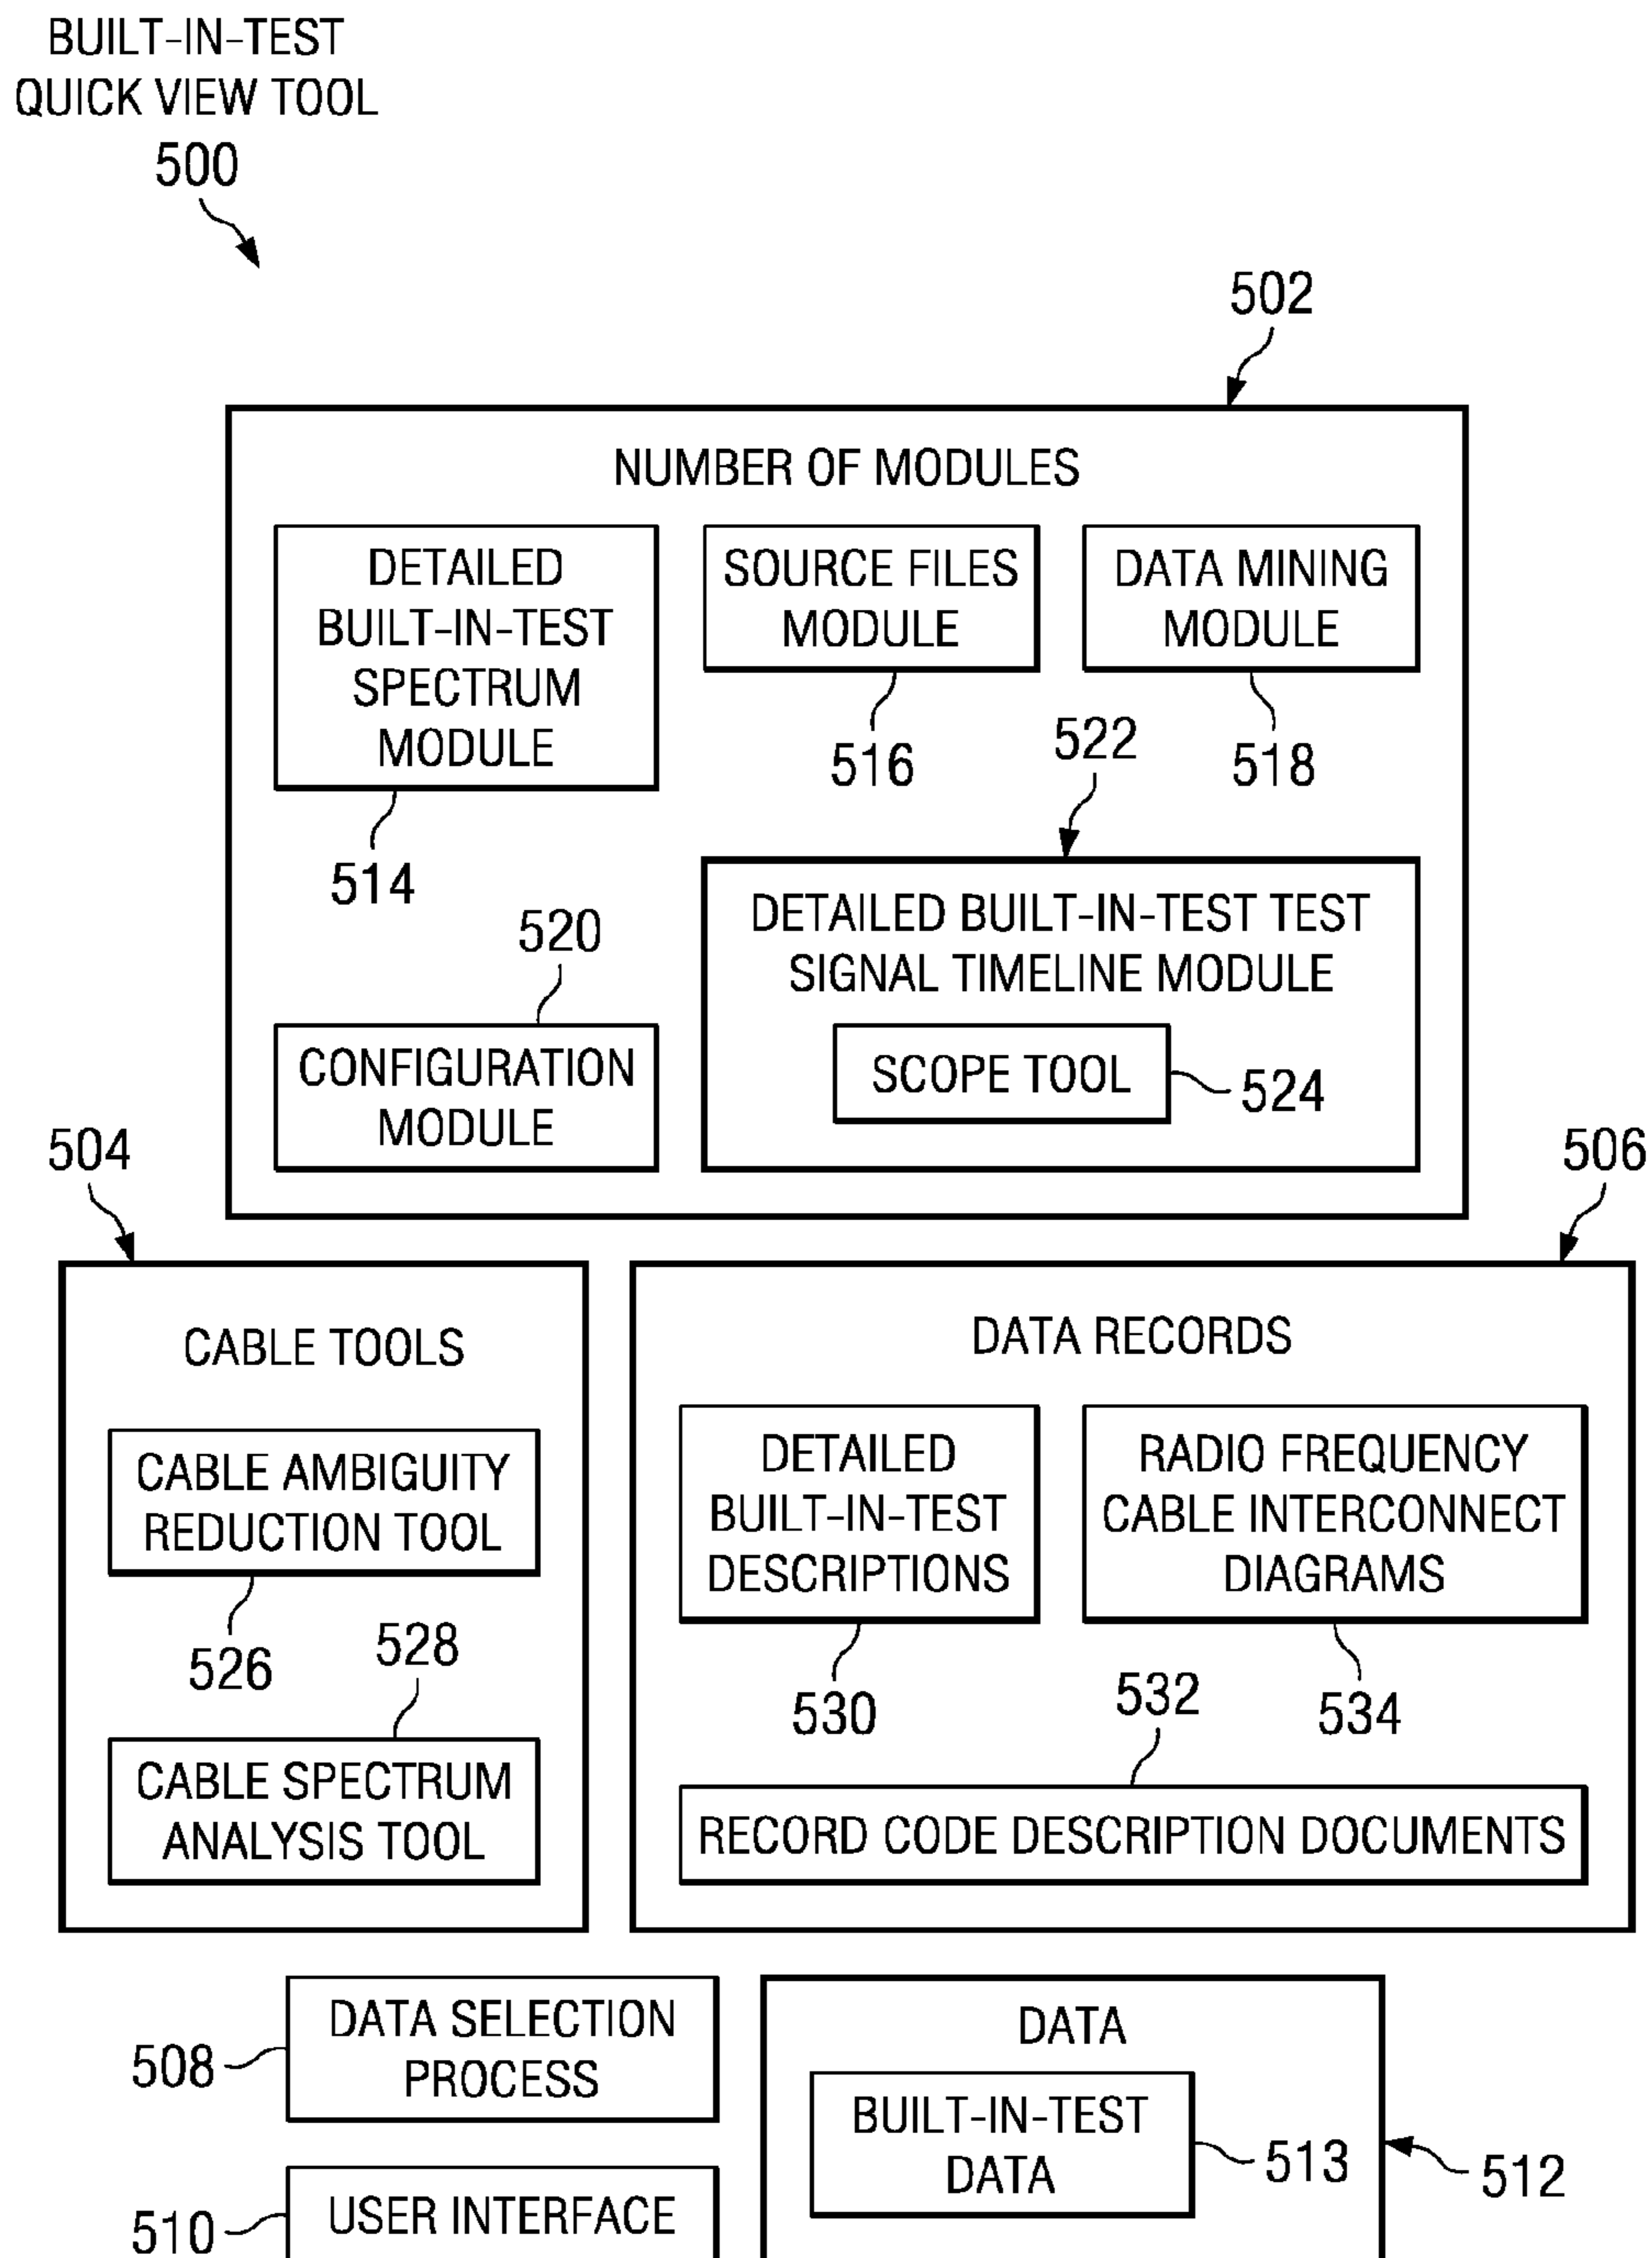 BUILT-IN-TEST
QUICK VIEW TOOL
500
502
NUMBER OF MODULES
DETAILED
BUILT-IN-TEST
SPECTRUM
MODULE
514
SOURCE FILES
MODULE
516
DATA MINING
MODULE
518
522
DETAILED BUILT-IN-TEST TEST
SIGNAL TIMELINE MODULE
SCOPE TOOL
524
520
CONFIGURATION
MODULE
504
506
CABLE TOOLS
CABLE AMBIGUITY
REDUCTION TOOL
526
528
CABLE SPECTRUM
ANALYSIS TOOL
DATA RECORDS
DETAILED
BUILT-IN-TEST
DESCRIPTIONS
530
RADIO FREQUENCY
CABLE INTERCONNECT
DIAGRAMS
534
532
RECORD CODE DESCRIPTION DOCUMENTS
DATA SELECTION
PROCESS
508
DATA
BUILT-IN-TEST
DATA
513
512
USER INTERFACE
510